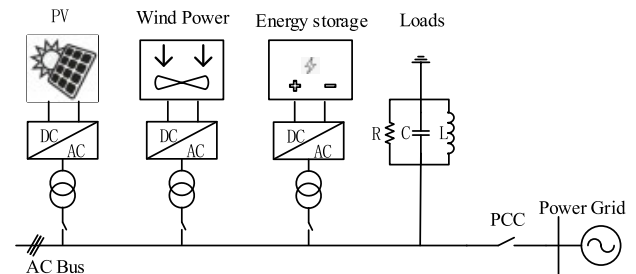 PV
Wind Power
Energy storage
Loads
DC
AC
DC
AC
DC
AC
R
C
L
PCC
Power Grid
AC Bus